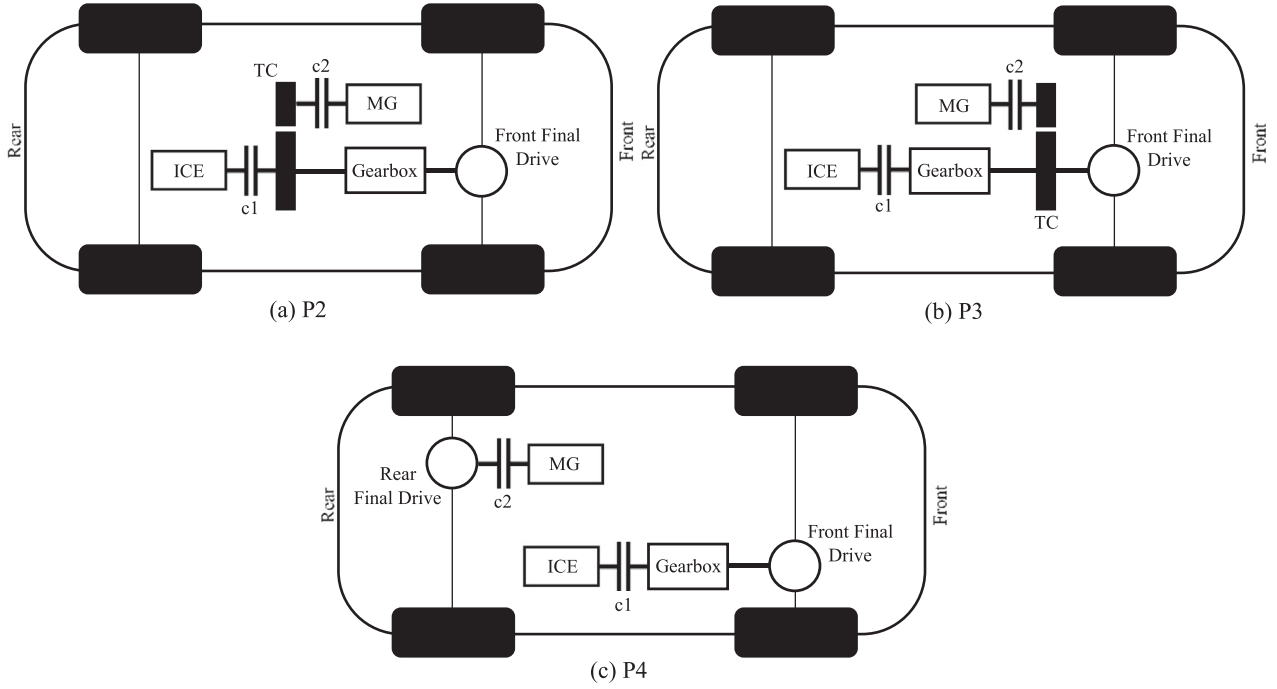 TC
c2
MG
Front Final
Drive
ICE
Gearbox
c1
Rear
Front
(a) P2
c2
MG
Front Final
Drive
ICE
Gearbox
c1
TC
Rear
Front
(b) P3
MG
c2
Rear
Final Drive
Front Final
Drive
ICE
Gearbox
c1
Rear
Front
(c) P4